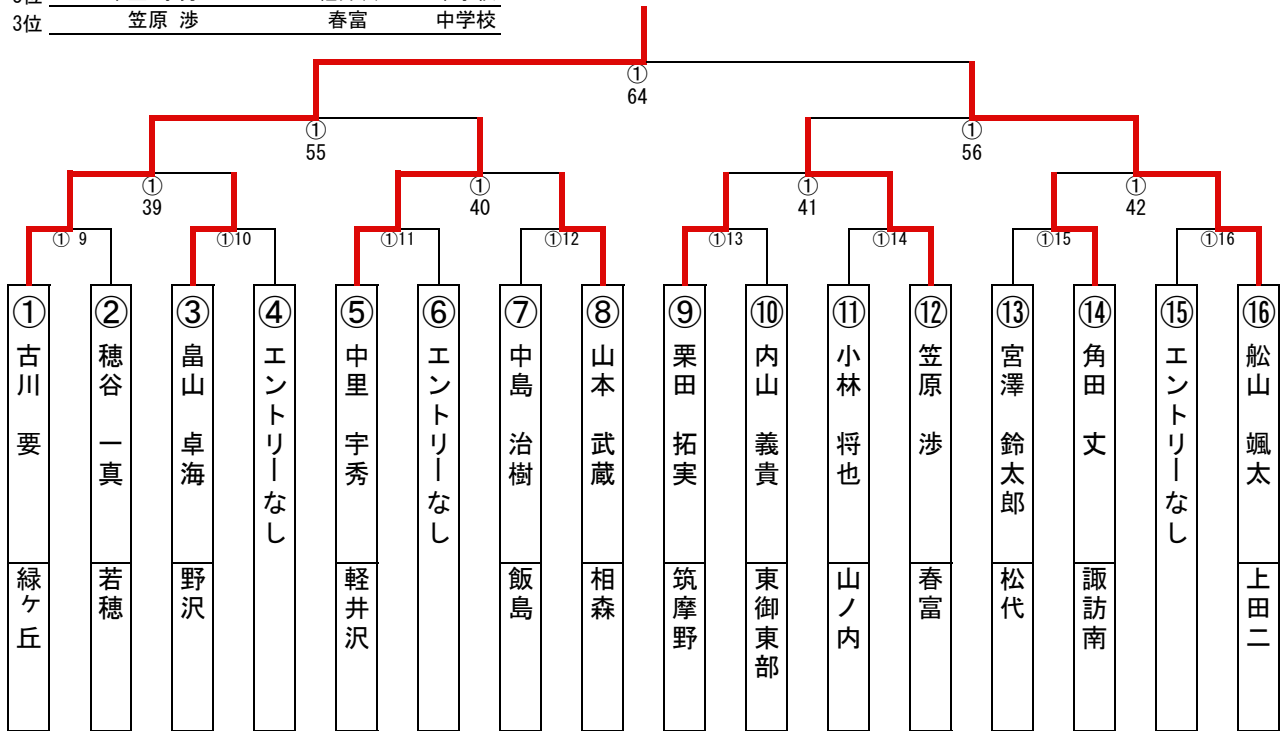 3位 笠原 渉 春富 中学校
①
64
①
55
①
56
①
39
①
40
①
41
①
42
① 9
①10
①11
①12
①13
①14
①15
①16
① 古川 要 緑ヶ丘
② 穂谷 一真 若穂
③ 畠山 卓海 野沢
④ エントリーなし
⑤ 中里 宇秀 軽井沢
⑥ エントリーなし
⑦ 中島 治樹 飯島
⑧ 山本 武蔵 相森
⑨ 栗田 拓実 筑摩野
⑩ 内山 義貴 東御東部
⑪ 小林 将也 山ノ内
⑫ 笠原 渉 春富
⑬ 宮澤 鈴太郎 松代
⑭ 角田 丈 諏訪南
⑮ エントリーなし
⑯ 舩山 颯太 上田二